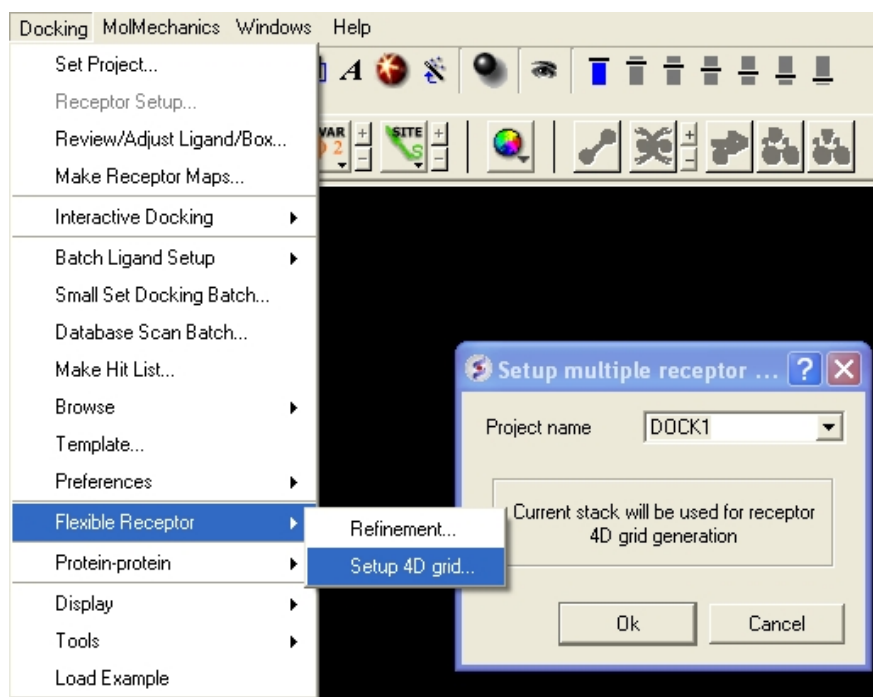 Docking MolMechanics Windows Help
Set Project...
A
Receptor Setup...
Review/Adjust Ligand/Box...
VAR + SITE +
2 - S -
+
-
Make Receptor Maps...
Interactive Docking
Batch Ligand Setup
Small Set Docking Batch...
Database Scan Batch...
Make Hit List...
Browse
Template...
Preferences
Flexible Receptor
Protein-protein
Display
Tools
Load Example
Refinement...
Setup 4D grid...
Setup multiple receptor ... ?
Project name DOCK1
Current stack will be used for receptor
4D grid generation
Ok Cancel